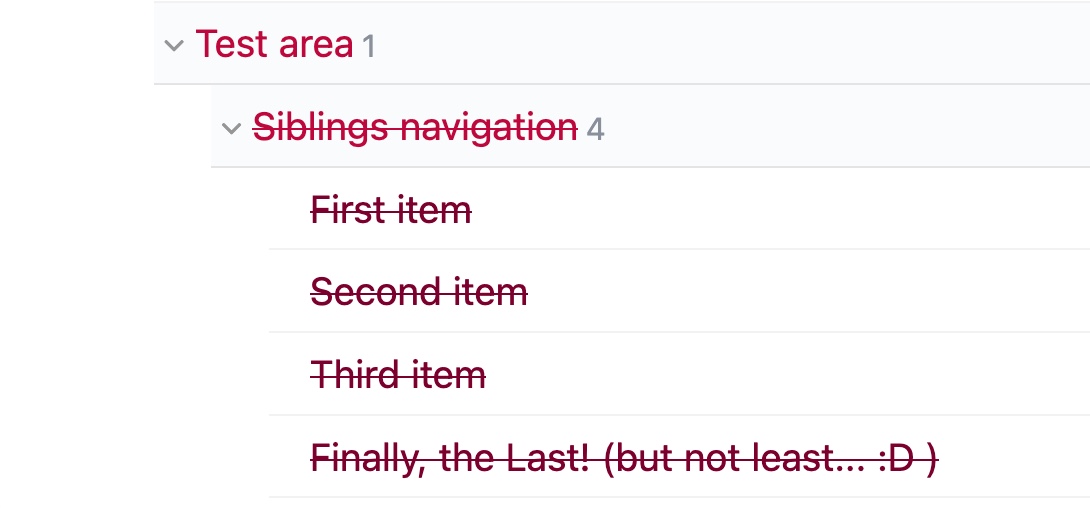 Test area 1
Siblings navigation 4
First item
Second item
Third item
Finally, the Last! (but not least... :D )